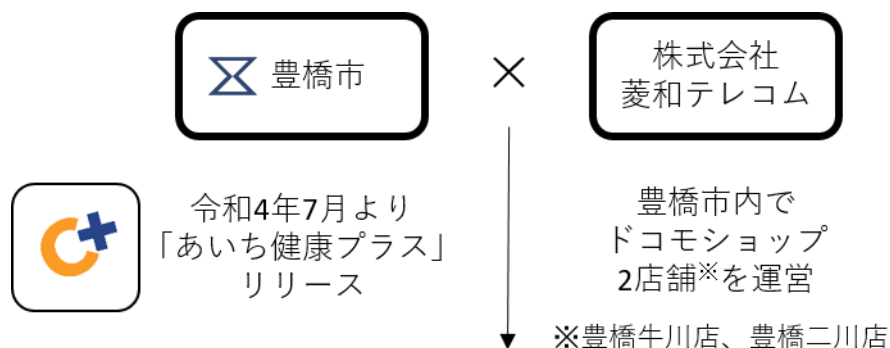 豊橋市
×
株式会社
菱和テレコム
令和4年7月より
「あいち健康プラス」
リリース
豊橋市内で
ドコモショップ
2店舗※を運営
※豊橋牛川店、豊橋二川店